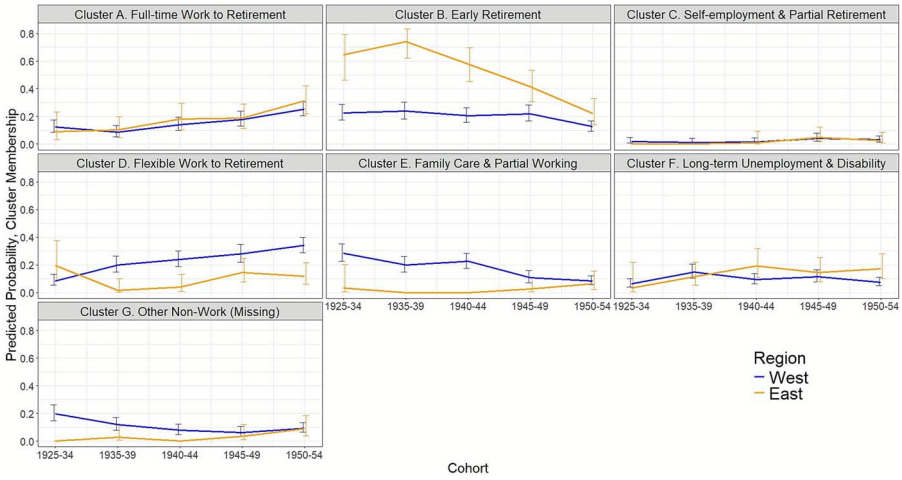 Cluster A. Full-time Work to Retirement
Cluster B. Early Retirement
Cluster C. Self-employment & Partial Retirement
0.8
0.6
0.4
0.2
0.0
Cluster D. Flexible Work to Retirement
Cluster E. Family Care & Partial Working
Cluster F. Long-term Unemployment & Disability
0.8
0.6
0.4
0.2
0.0
1925-34 1935-39 1940-44 1945-49 1950-54
1925-34 1935-39 1940-44 1945-49 1950-54
Cluster G. Other Non-Work (Missing)
0.8
0.6
0.4
0.2
0.0
1925-34 1935-39 1940-44 1945-49 1950-54
Predicted Probability, Cluster Membership
Cohort
Region
West
East